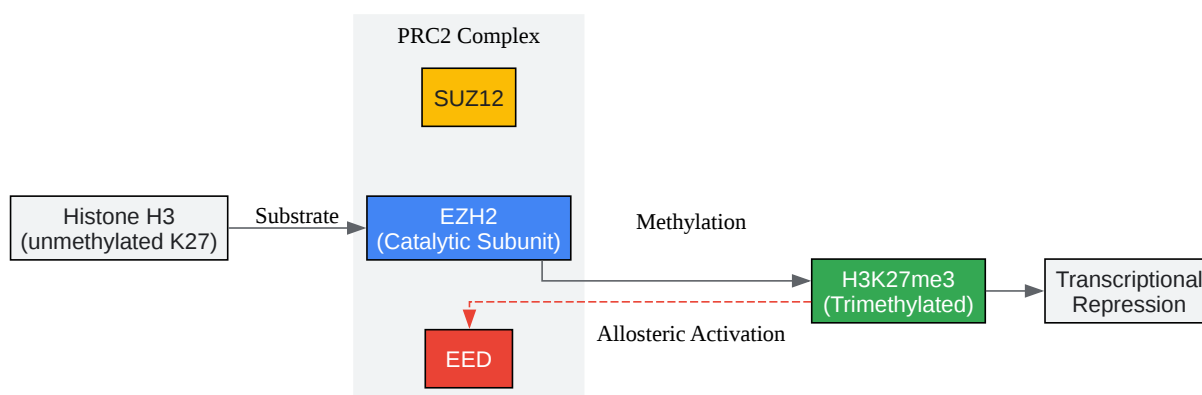 PRC2 Complex
SUZ12
Histone H3
(unmethylated K27)
Substrate
EZH2
(Catalytic Subunit)
Methylation
H3K27me3
(Trimethylated)
Transcriptional
Repression
Allosteric Activation
EED